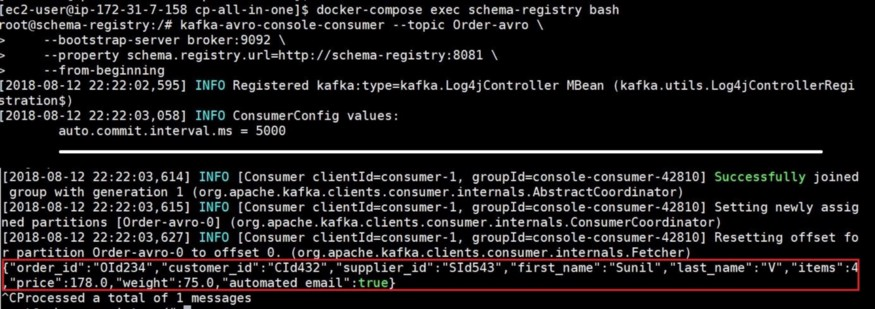 [ec2-user@ip-172-31-7-158 cp-all-in-one]$ docker-compose exec schema-registry bash
root@schema-registry:/# kafka-avro-console-consumer --topic Order-avro \
>     --bootstrap-server broker:9092 \
>     --property schema.registry.url=http://schema-registry:8081 \
>     --from-beginning
[2018-08-12 22:22:02,595] INFO Registered kafka:type=kafka.Log4jController MBean (kafka.utils.Log4jControllerRegi
stration$)
[2018-08-12 22:22:03,058] INFO ConsumerConfig values:
auto.commit.interval.ms = 5000
[2018-08-12 22:22:03,614] INFO [Consumer clientId=consumer-1, groupId=console-consumer-42810] Successfully joined
group with generation 1 (org.apache.kafka.clients.consumer.internals.AbstractCoordinator)
[2018-08-12 22:22:03,615] INFO [Consumer clientId=consumer-1, groupId=console-consumer-42810] Setting newly assig
ned partitions [Order-avro-0] (org.apache.kafka.clients.consumer.internals.ConsumerCoordinator)
[2018-08-12 22:22:03,627] INFO [Consumer clientId=consumer-1, groupId=console-consumer-42810] Resetting offset fo
r partition Order-avro-0 to offset 0. (org.apache.kafka.clients.consumer.internals.Fetcher)
{"order_id":"OId234","customer_id":"CId432","supplier_id":"SId543","first_name":"Sunil","last_name":"V","items":4
,"price":178.0,"weight":75.0,"automated_email":true}
^CProcessed a total of 1 messages